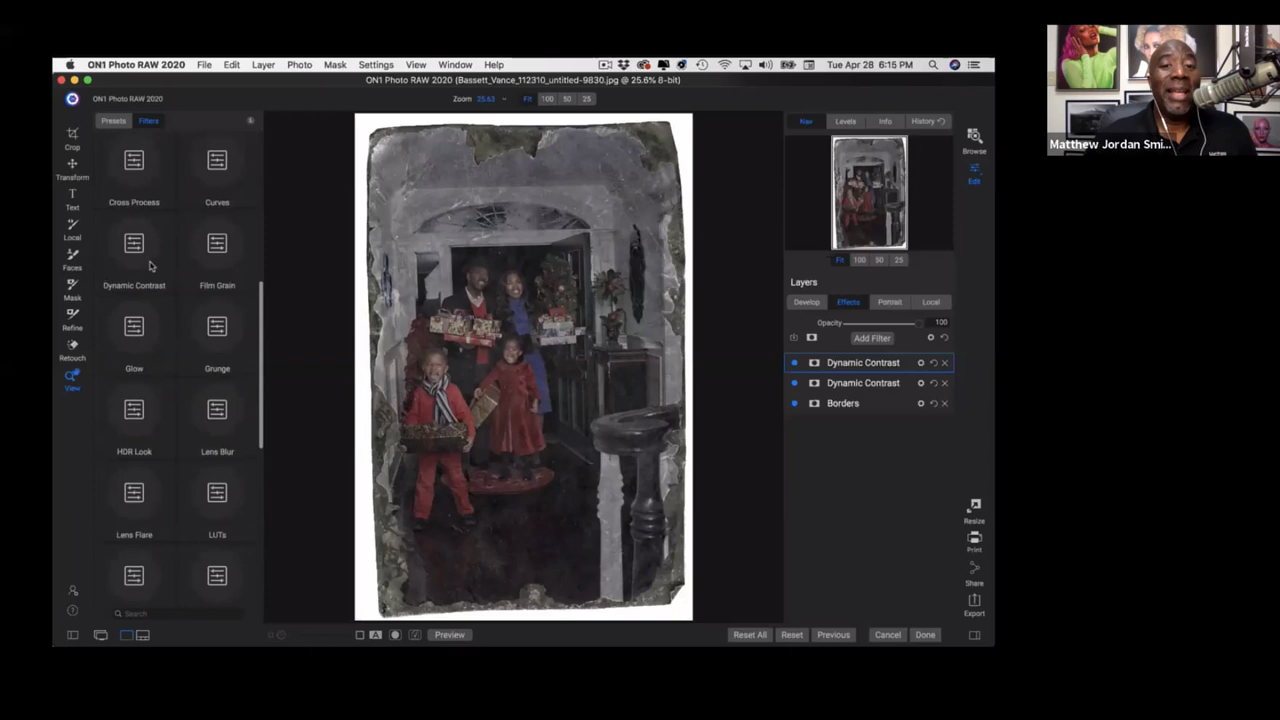 ON1 Photo RAW 2020 File Edit Layer Photo Mask Settings View Window Help Tue Apr 28 6:15 PM
ON1 Photo RAW 2020 (Bassett_Vance_112310_untitled-9830.jpg @ 25.6% 8-bit)
ON1 Photo RAW 2020 Zoom 25.63 Fit 100 50 25
Presets Filters Nav Levels Info History
Crop
Transform
Text
Local
Faces
Mask
Refine
Retouch
View
Cross Process Curves
Dynamic Contrast Film Grain
Glow Grunge
HDR Look Lens Blur
Lens Flare LUTs
Search
Fit 100 50 25
Layers
Develop Effects Portrait Local
Opacity 100
Add Filter
Dynamic Contrast
Dynamic Contrast
Borders
Browse
Edit
Resize
Print
Share
Export
A Preview Reset All Reset Previous Cancel Done
Matthew Jordan Smi...